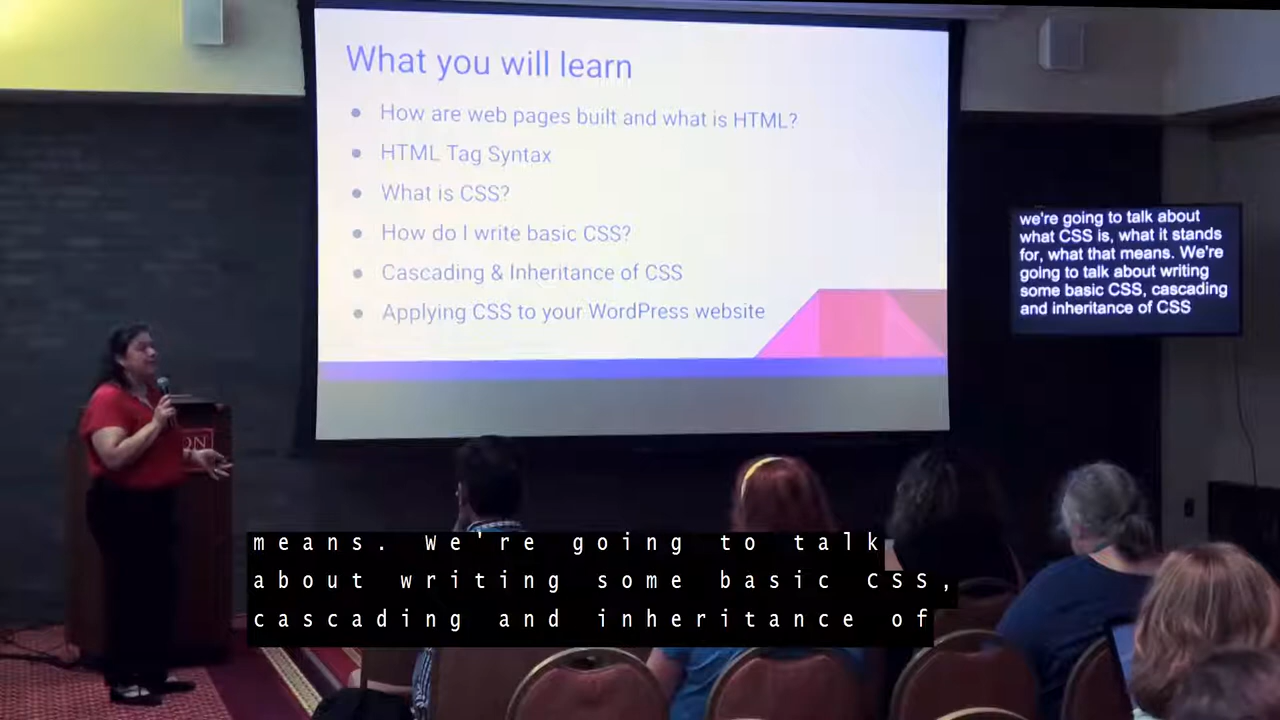 What you will learn
How are web pages built and what is HTML?
HTML Tag Syntax
What is CSS?
How do I write basic CSS?
Cascading & Inheritance of CSS
Applying CSS to your WordPress website
we're going to talk about
what CSS is, what it stands
for, what that means. We're
going to talk about writing
some basic CSS, cascading
and inheritance of CSS
means. We're going to talk
about writing some basic CSS,
cascading and inheritance of